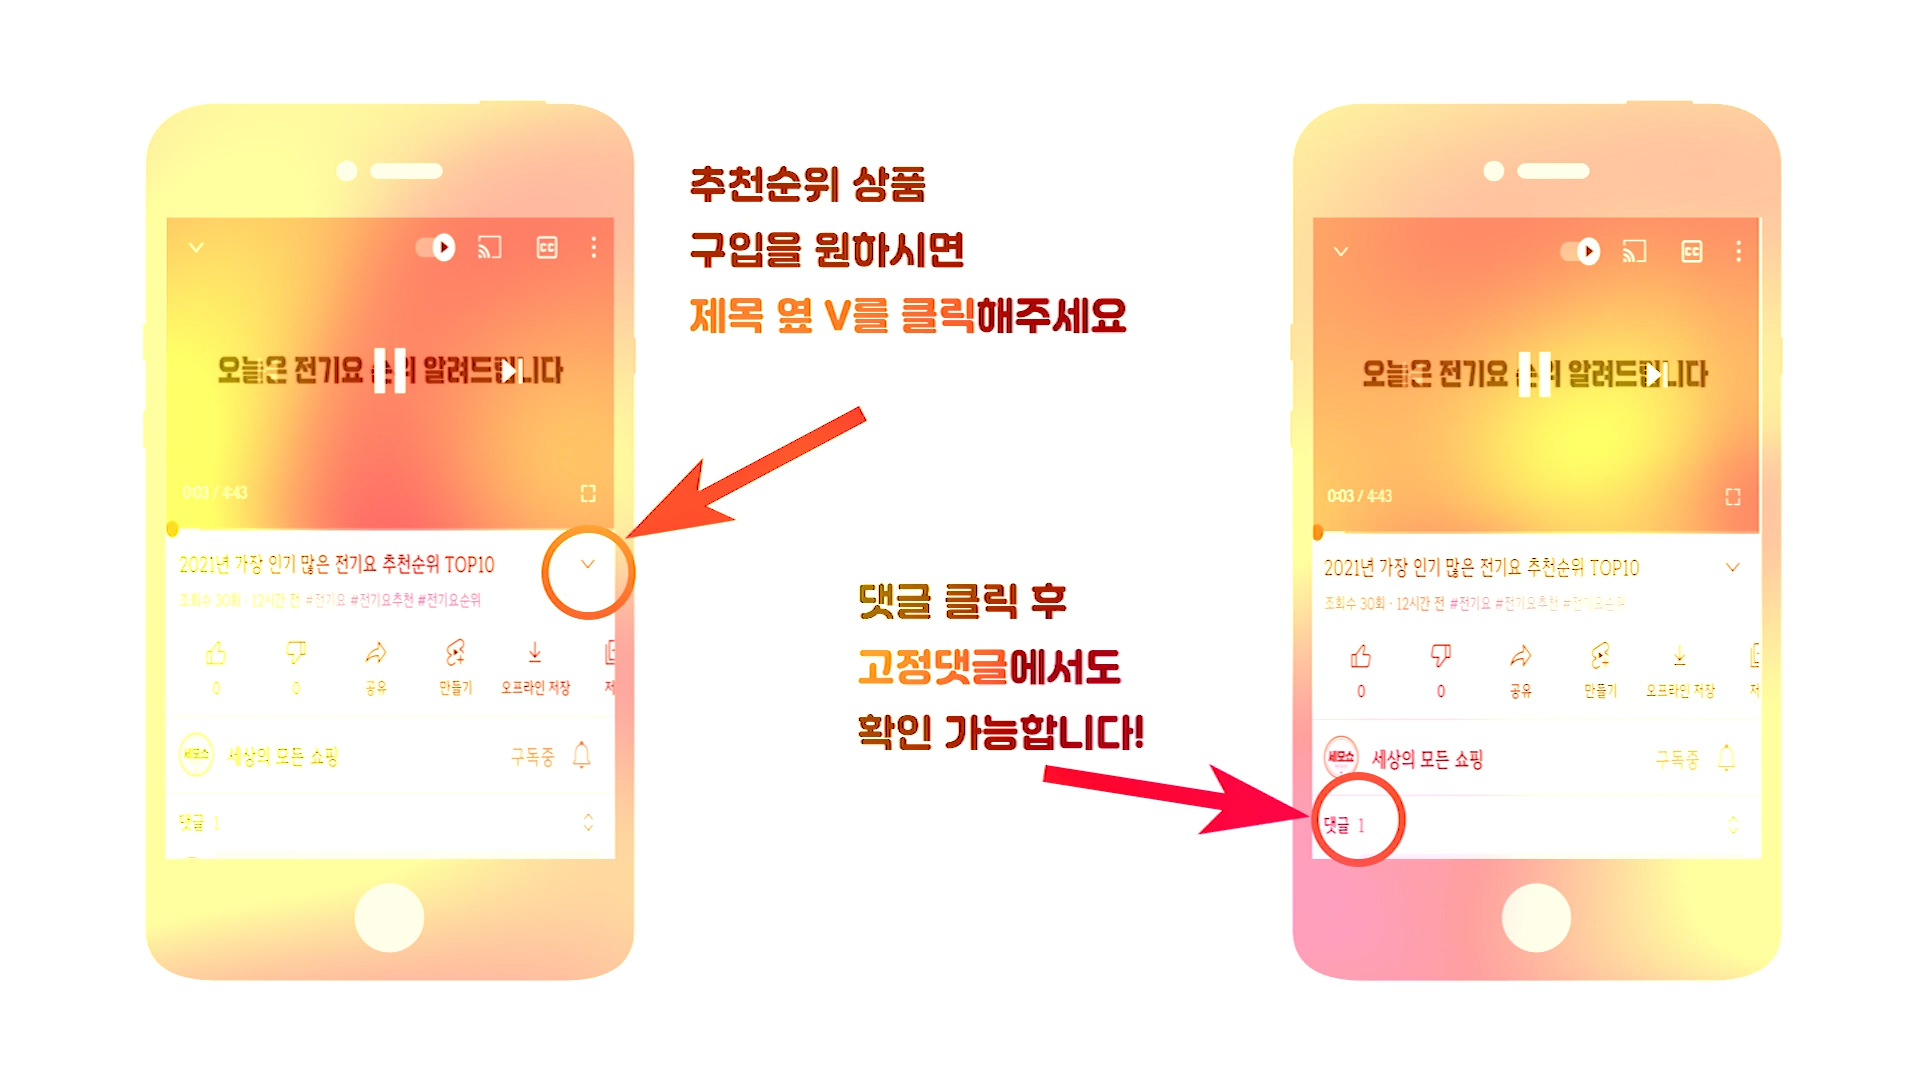 추천순위 상품
구입을 원하시면
제목 옆 V를 클릭해주세요
오늘은 전기요 순위 알려드립니다
0:03 / 4:43
2021년 가장 인기 많은 전기요 추천순위 TOP10
조회수 30회 · 12시간 전 #전기요 #전기요추천 #전기요순위
0 0 공유 만들기 오프라인 저장 저
세모쇼 세상의 모든 쇼핑 구독중
댓글 1
댓글 클릭 후
고정댓글에서도
확인 가능합니다!
CC
오늘은 전기요 순위 알려드립니다
0:03 / 4:43
2021년 가장 인기 많은 전기요 추천순위 TOP10
조회수 30회 · 12시간 전 #전기요 #전기요추천 #전기요순위
0 0 공유 만들기 오프라인 저장 저
세모쇼 세상의 모든 쇼핑 구독중
댓글 1